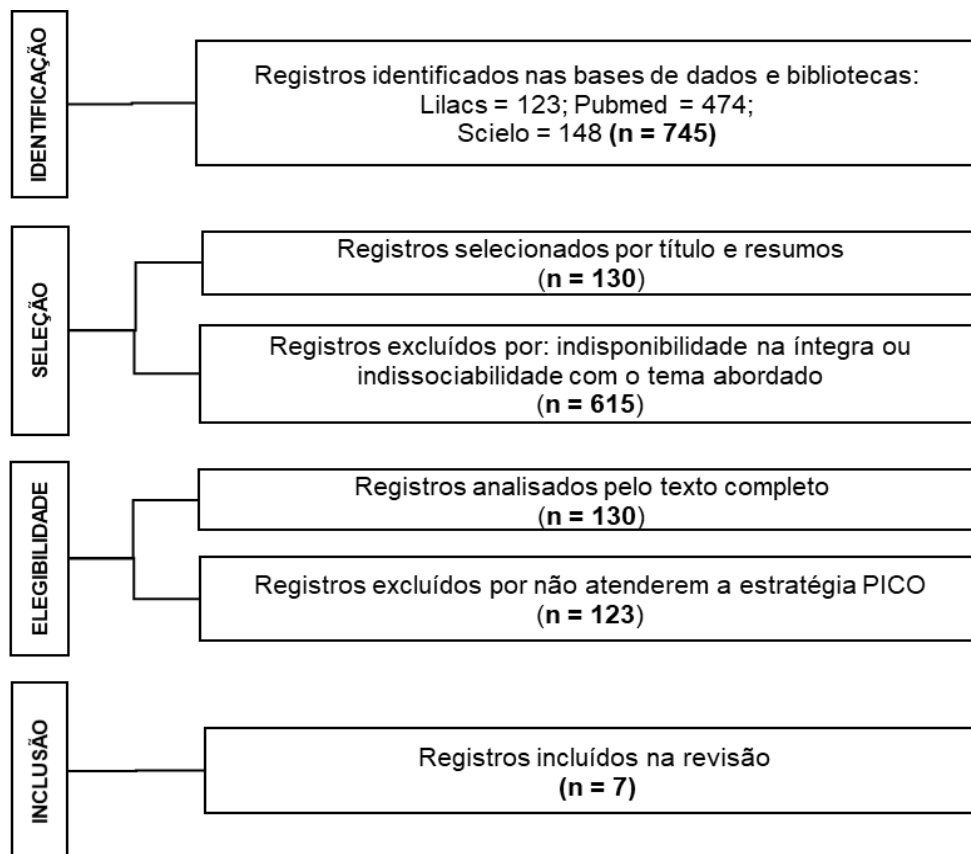 IDENTIFICAÇÃO
Registros identificados nas bases de dados e bibliotecas:
Lilacs = 123; Pubmed = 474;
Scielo = 148 (n = 745)
SELEÇÃO
Registros selecionados por título e resumos
(n = 130)
Registros excluídos por: indisponibilidade na íntegra ou
indissociabilidade com o tema abordado
(n = 615)
ELEGIBILIDADE
Registros analisados pelo texto completo
(n = 130)
Registros excluídos por não atenderem a estratégia PICO
(n = 123)
INCLUSÃO
Registros incluídos na revisão
(n = 7)